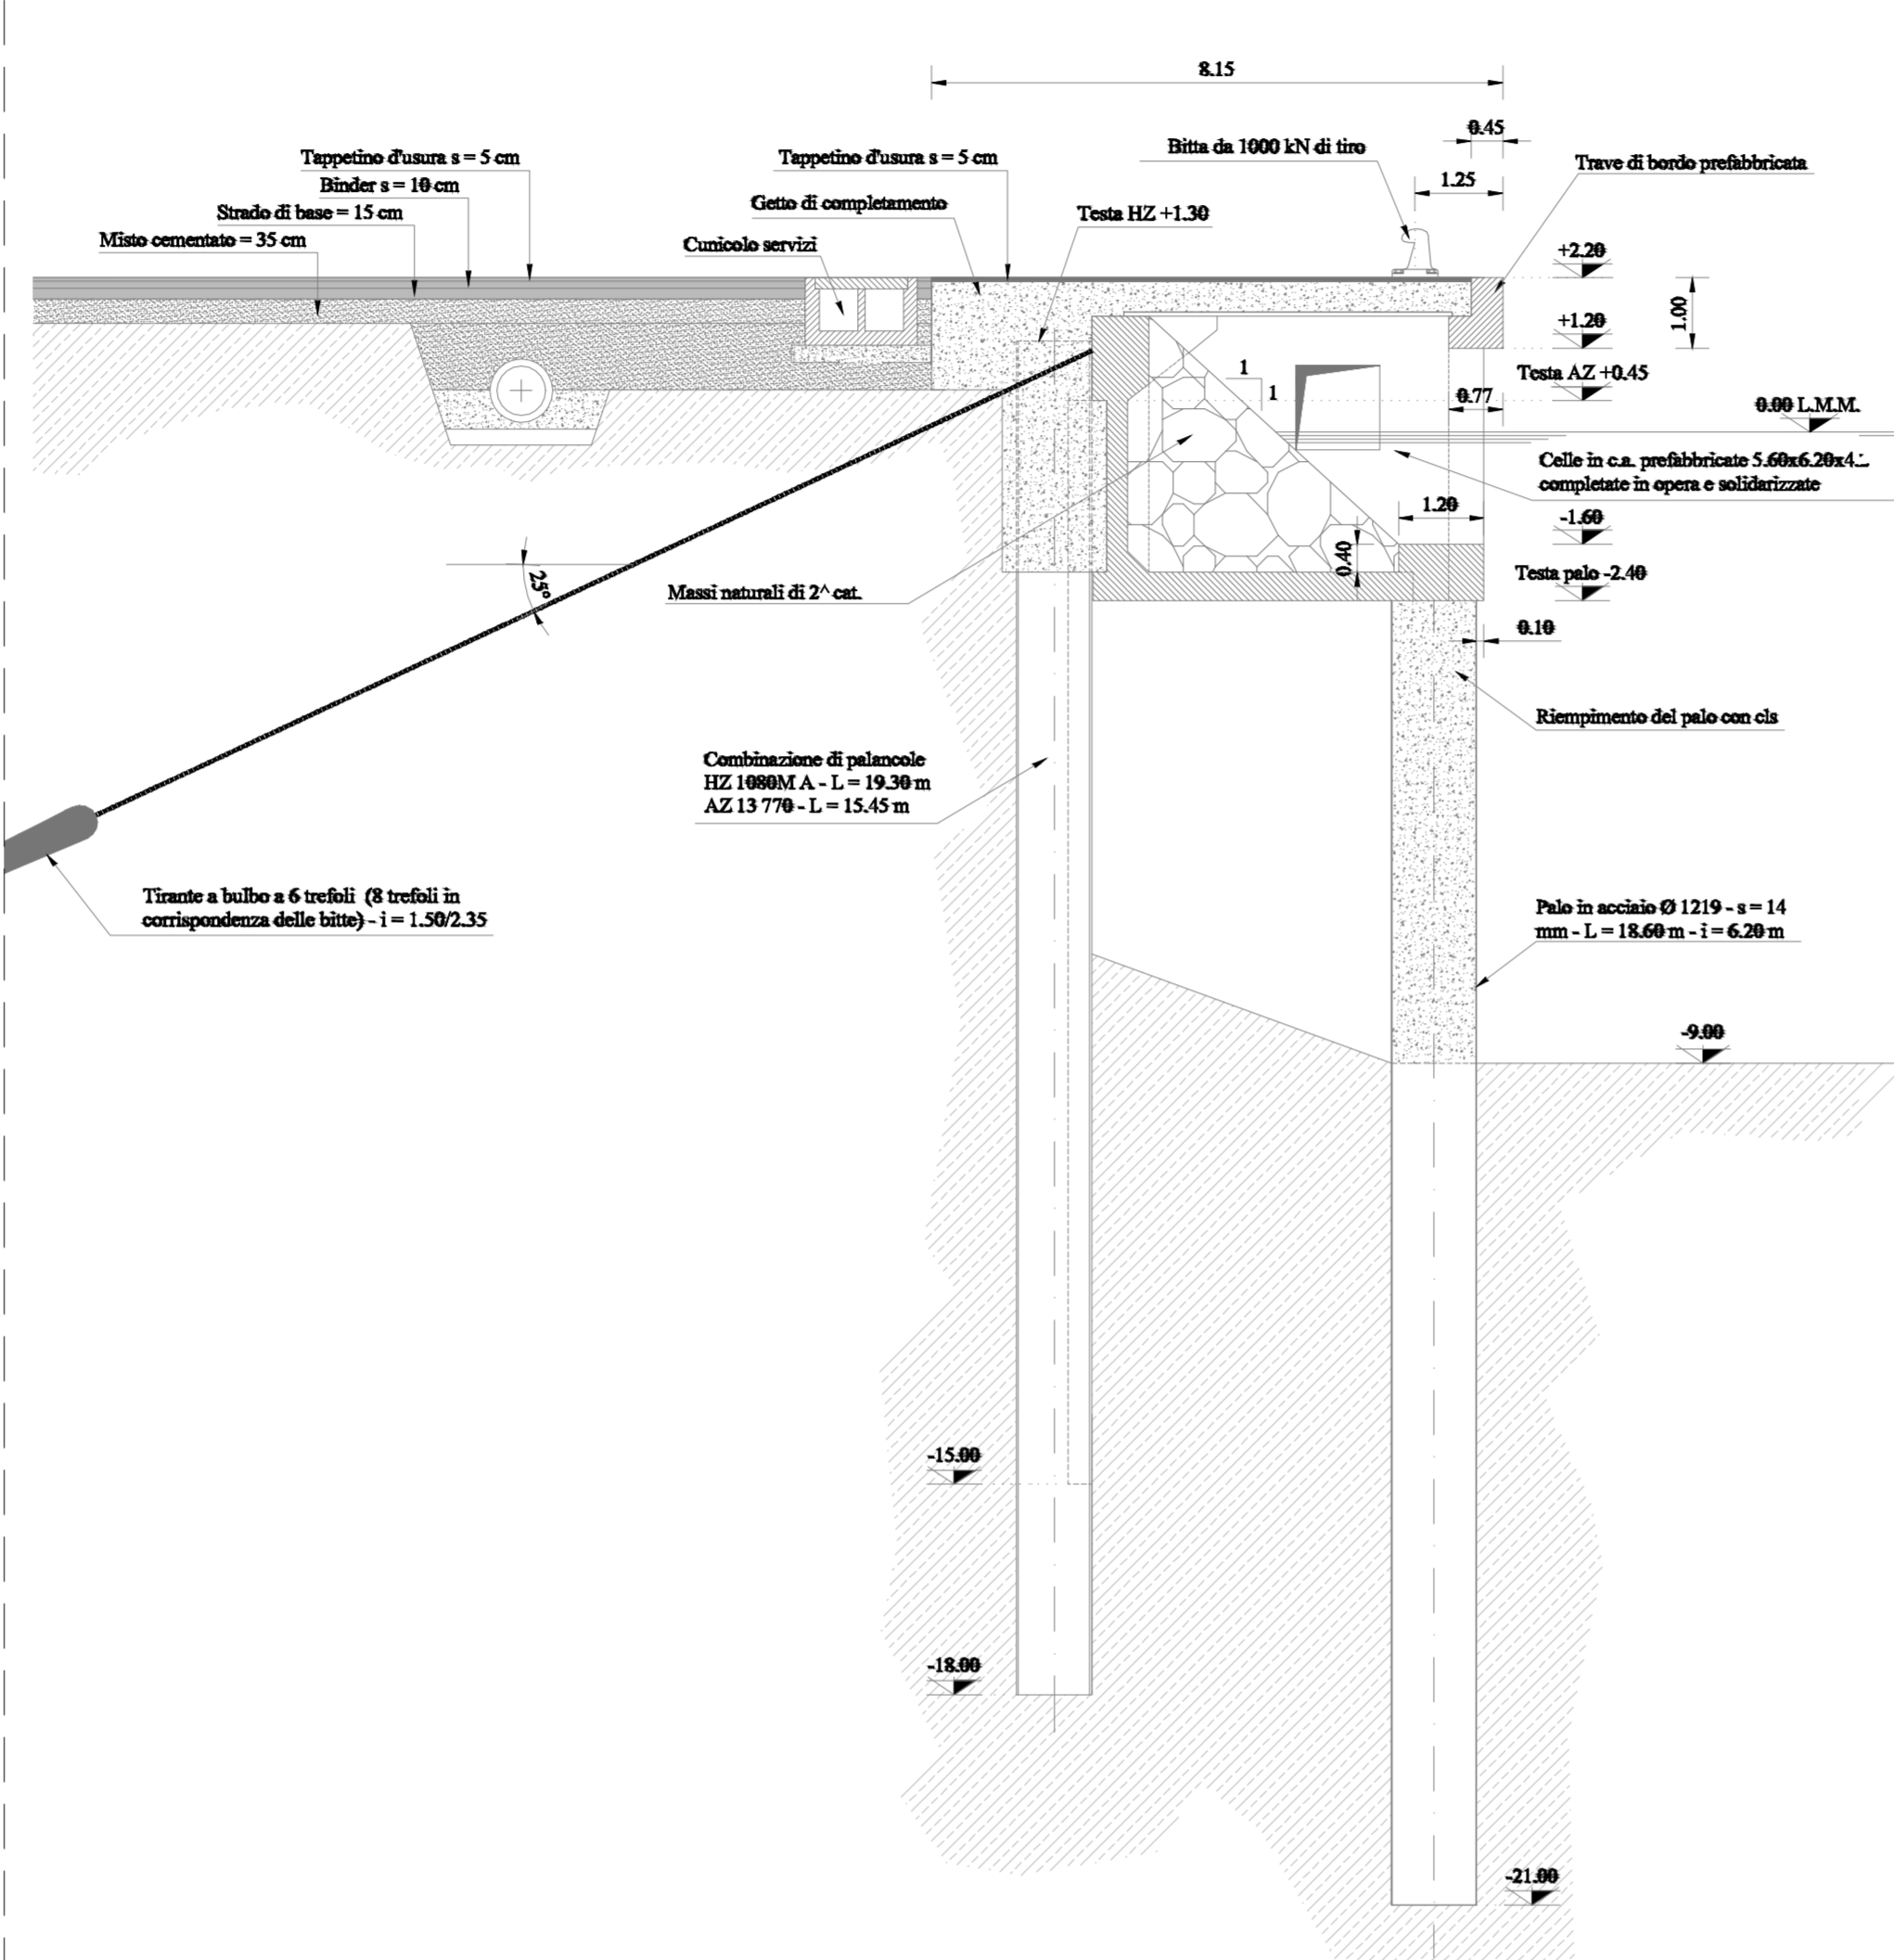 8.15
0.45
Bitta da 1000 kN di tiro
Tappetino d'usura s = 5 cm
Tappetino d'usura s = 5 cm
Trave di bordo prefabbricata
Binder s = 10 cm
1.25
Getto di completamento
Strado di base = 15 cm
Testa HZ +1.30
Misto cementato = 35 cm
Cunicolo servizi
+2.20
1.00
+1.20
1
1
Testa AZ +0.45
0.77
0.00 L.M.M.
Celle in c.a. prefabbricate 5.60x6.20x4.
completate in opera e solidarizzate
1.20
-1.60
0.40
Testa palo -2.40
25°
Massi naturali di 2^ cat.
0.10
Riempimento del palo con cls
Combinazione di palancole
HZ 1080M A - L = 19.30 m
AZ 13 770 - L = 15.45 m
Tirante a bulbo a 6 trefoli (8 trefoli in
corrispondenza delle bitte) - i = 1.50/2.35
Palo in acciaio Ø 1219 - s = 14
mm - L = 18.60 m - i = 6.20 m
-9.00
-15.00
-18.00
-21.00